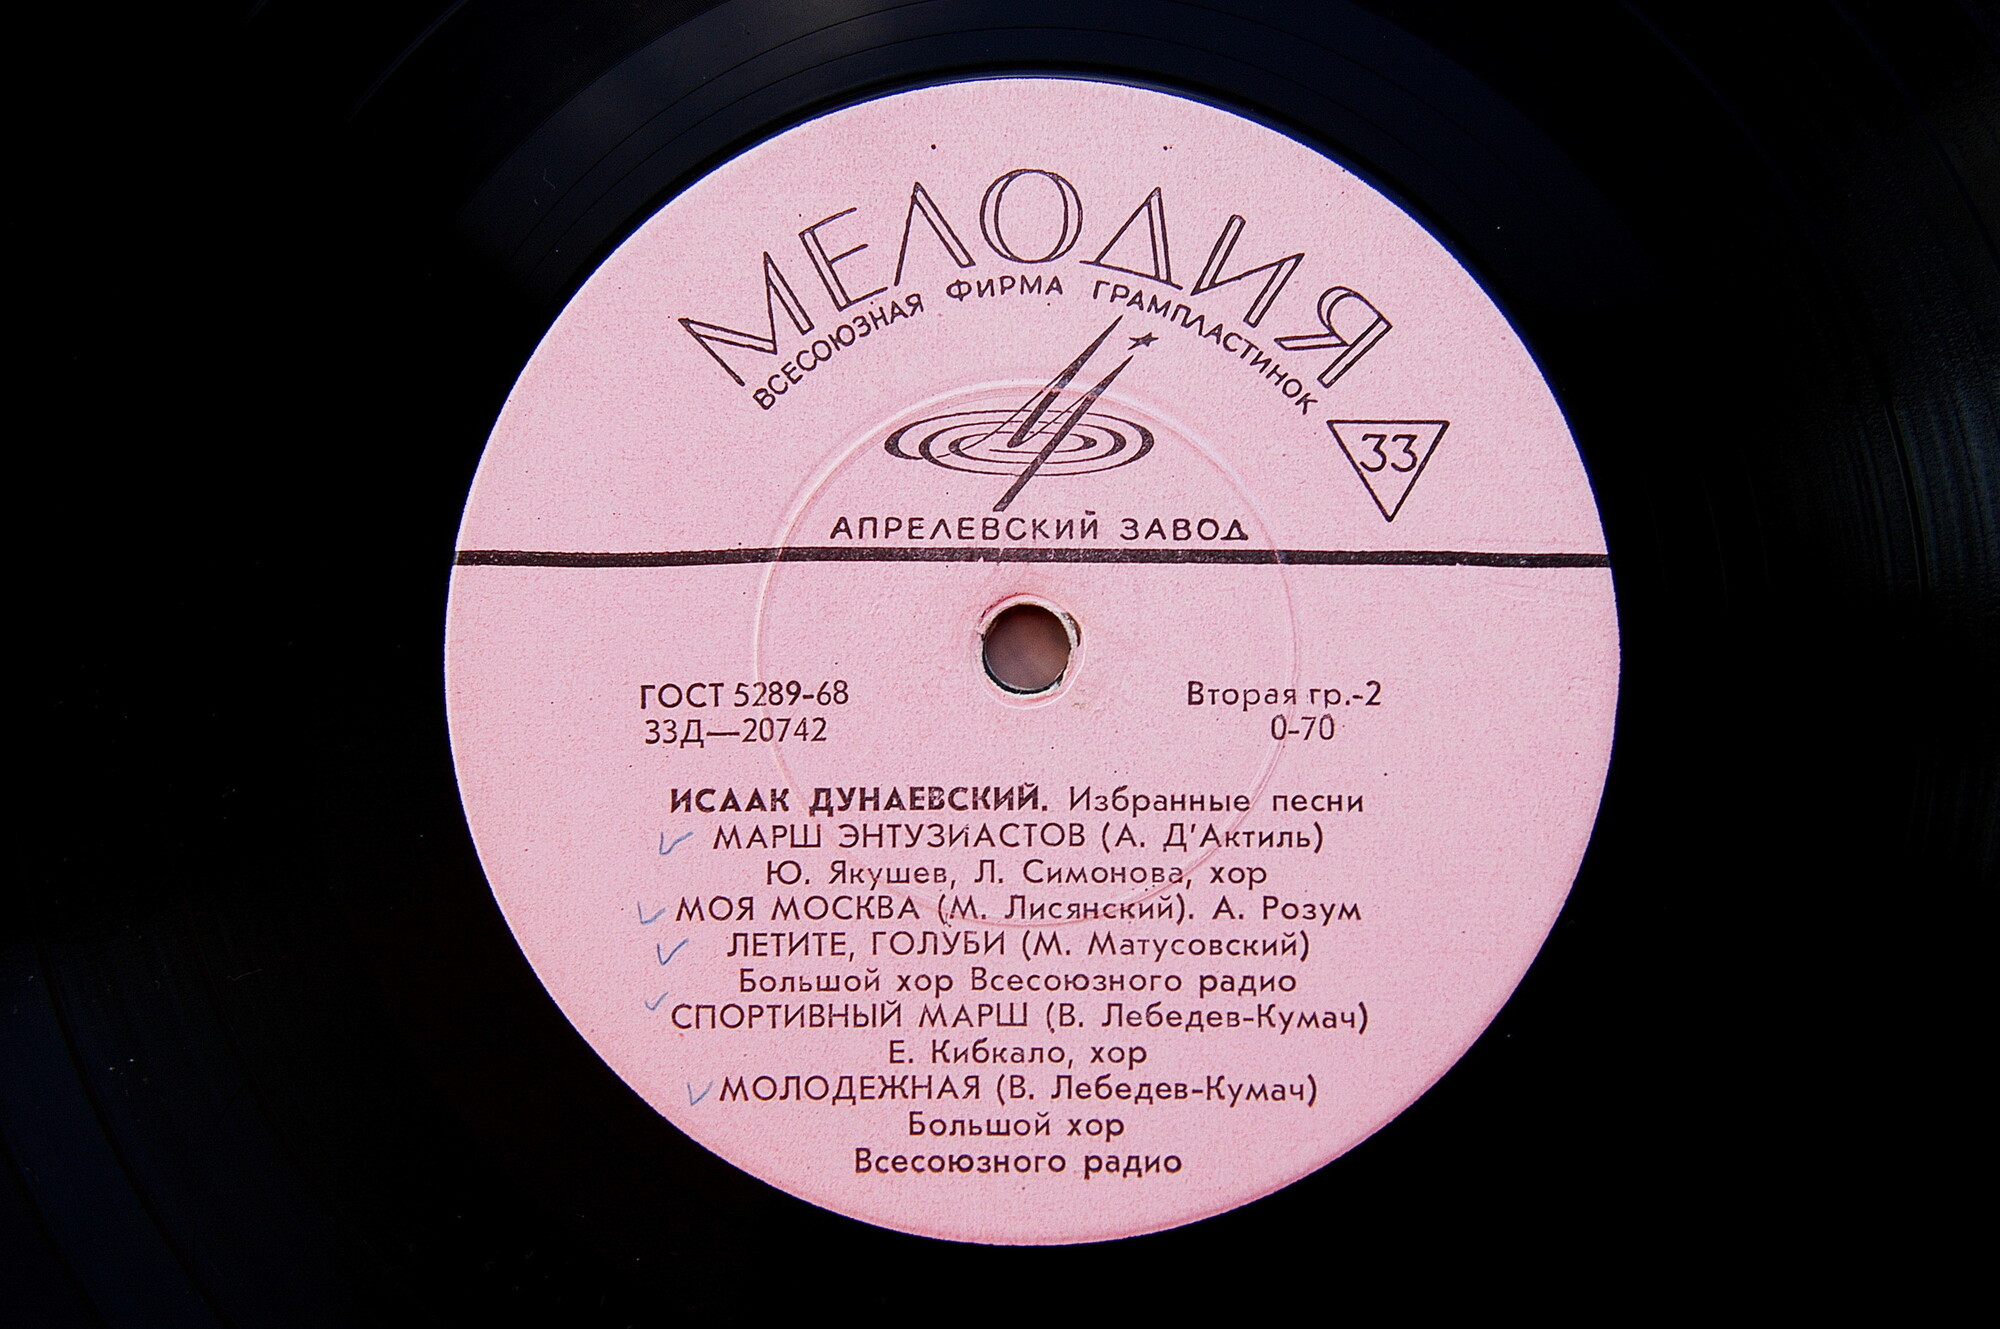 МЕЛОДИЯ
ВСЕСОЮЗНАЯ ФИРМА ГРАМПЛАСТИНОК
33
АПРЕЛЕВСКИЙ ЗАВОД
ГОСТ 5289-68
33Д—20742
Вторая гр.-2
0-70
ИСААК ДУНАЕВСКИЙ. Избранные песни
МАРШ ЭНТУЗИАСТОВ (А. Д'Актиль)
Ю. Якушев, Л. Симонова, хор
МОЯ МОСКВА (М. Лисянский). А. Розум
ЛЕТИТЕ, ГОЛУБИ (М. Матусовский)
Большой хор Всесоюзного радио
СПОРТИВНЫЙ МАРШ (В. Лебедев-Кумач)
Е. Кибкало, хор
МОЛОДЕЖНАЯ (В. Лебедев-Кумач)
Большой хор
Всесоюзного радио